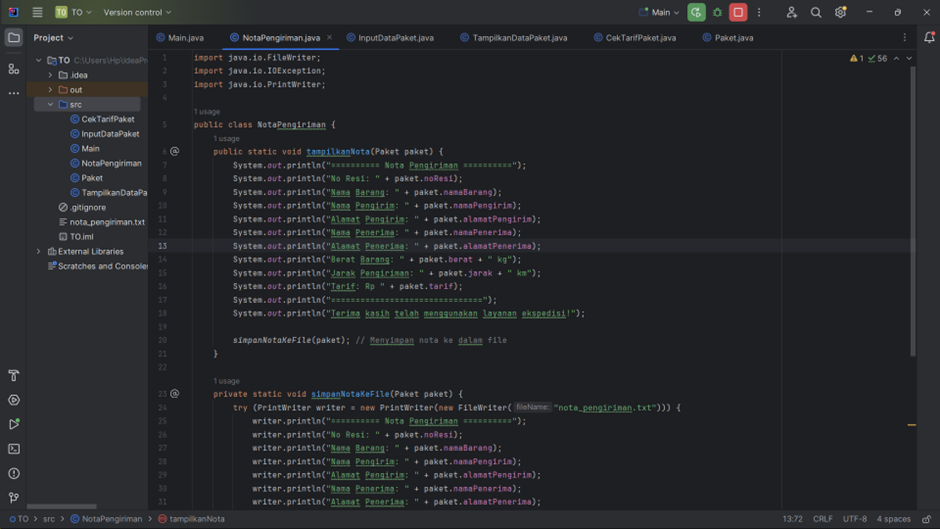 TO TO Version control Main
Project
Main.java NotaPengiriman.java InputDataPaket.java TampilkanDataPaket.java CekTarifPaket.java Paket.java
TO C:\Users\Hp\IdeaPr
.idea
out
src
CekTarifPaket
InputDataPaket
Main
NotaPengiriman
Paket
TampilkanDataPa
.gitignore
nota_pengiriman.txt
TO.iml
External Libraries
Scratches and Consoles
1 56
1 import java.io.FileWriter;
2 import java.io.IOException;
3 import java.io.PrintWriter;
4
1 usage
5 public class NotaPengiriman {
1 usage
6 public static void tampilkanNota(Paket paket) {
7 System.out.println("========== Nota Pengiriman ==========");
8 System.out.println("No Resi: " + paket.noResi);
9 System.out.println("Nama Barang: " + paket.namaBarang);
10 System.out.println("Nama Pengirim: " + paket.namaPengirim);
11 System.out.println("Alamat Pengirim: " + paket.alamatPengirim);
12 System.out.println("Nama Penerima: " + paket.namaPenerima);
13 System.out.println("Alamat Penerima: " + paket.alamatPenerima);
14 System.out.println("Berat Barang: " + paket.berat + " kg");
15 System.out.println("Jarak Pengiriman: " + paket.jarak + " km");
16 System.out.println("Tarif: Rp " + paket.tarif);
17 System.out.println("===============================");
18 System.out.println("Terima kasih telah menggunakan layanan ekspedisi!");
19
20 simpanNotaKeFile(paket); // Menyimpan nota ke dalam file
21 }
22
1 usage
23 private static void simpanNotaKeFile(Paket paket) {
24 try (PrintWriter writer = new PrintWriter(new FileWriter( fileName: "nota_pengiriman.txt"))) {
25 writer.println("========== Nota Pengiriman ==========");
26 writer.println("No Resi: " + paket.noResi);
27 writer.println("Nama Barang: " + paket.namaBarang);
28 writer.println("Nama Pengirim: " + paket.namaPengirim);
29 writer.println("Alamat Pengirim: " + paket.alamatPengirim);
30 writer.println("Nama Penerima: " + paket.namaPenerima);
31 writer.println("Alamat Penerima: " + paket.alamatPenerima);
TO > src > NotaPengiriman > tampilkanNota 13:72 CRLF UTF-8 4 spaces